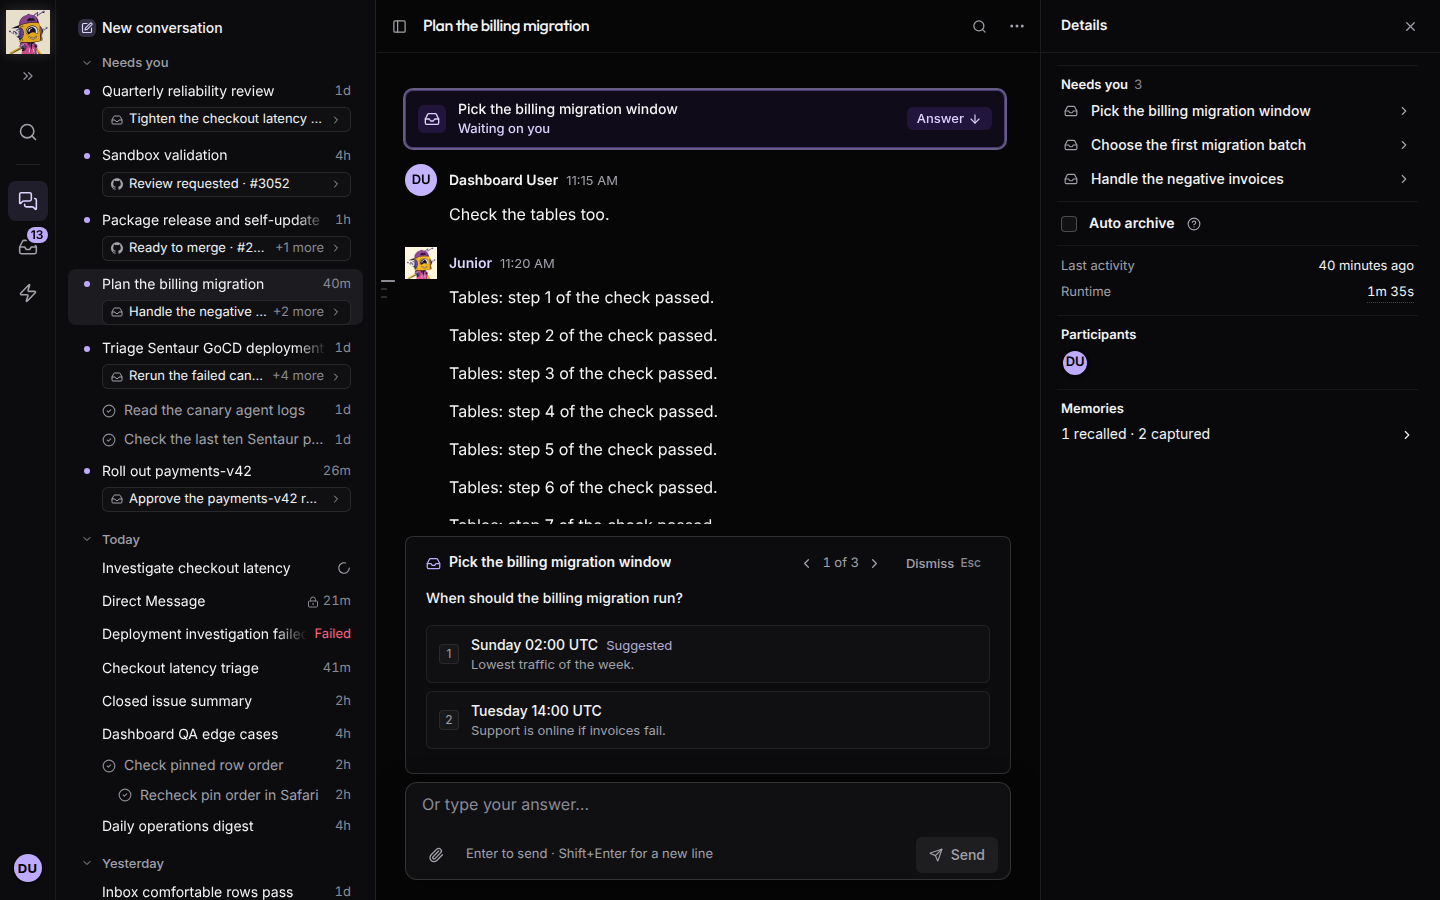 New conversation
Needs you
Quarterly reliability review 1d
Tighten the checkout latency ...
Sandbox validation 4h
Review requested · #3052
Package release and self-update 1h
Ready to merge · #2... +1 more
Plan the billing migration 40m
Handle the negative ... +2 more
Triage Sentaur GoCD deployment 1d
Rerun the failed can... +4 more
Read the canary agent logs 1d
Check the last ten Sentaur p... 1d
Roll out payments-v42 26m
Approve the payments-v42 r...
Today
Investigate checkout latency
Direct Message 21m
Deployment investigation failed Failed
Checkout latency triage 41m
Closed issue summary 2h
Dashboard QA edge cases 4h
Check pinned row order 2h
Recheck pin order in Safari 2h
Daily operations digest 4h
Yesterday
Inbox comfortable rows pass 1d
13
DU
Plan the billing migration
Pick the billing migration window
Waiting on you
Answer
DU
Dashboard User 11:15 AM
Check the tables too.
Junior 11:20 AM
Tables: step 1 of the check passed.
Tables: step 2 of the check passed.
Tables: step 3 of the check passed.
Tables: step 4 of the check passed.
Tables: step 5 of the check passed.
Tables: step 6 of the check passed.
Tables: step 7 of the check passed.
Pick the billing migration window
1 of 3
Dismiss Esc
When should the billing migration run?
1
Sunday 02:00 UTC Suggested
Lowest traffic of the week.
2
Tuesday 14:00 UTC
Support is online if invoices fail.
Or type your answer...
Enter to send · Shift+Enter for a new line
Send
Details
Needs you 3
Pick the billing migration window
Choose the first migration batch
Handle the negative invoices
Auto archive
Last activity 40 minutes ago
Runtime 1m 35s
Participants
DU
Memories
1 recalled · 2 captured